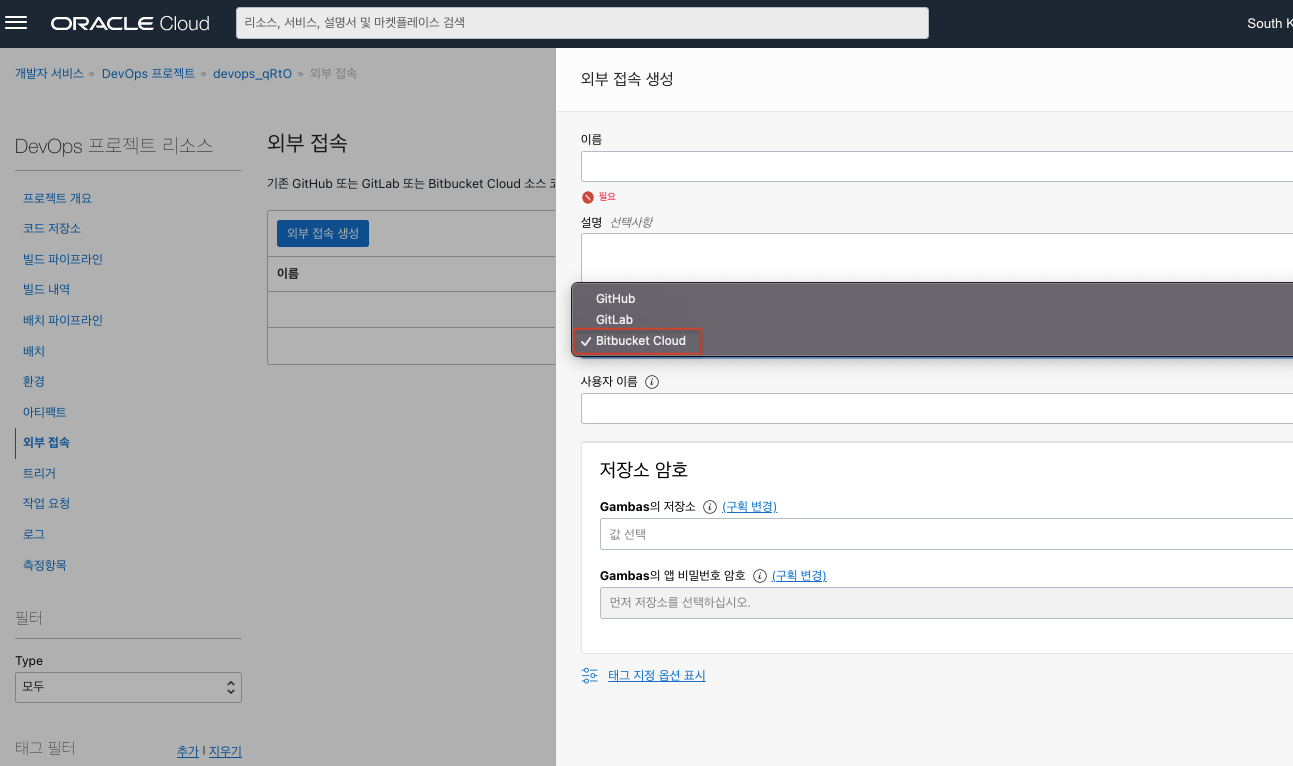 ORACLE Cloud
리소스, 서비스, 설명서 및 마켓플레이스 검색
South K
개발자 서비스 » DevOps 프로젝트 » devops_qRtO » 외부 접속
DevOps 프로젝트 리소스
프로젝트 개요
코드 저장소
빌드 파이프라인
빌드 내역
배치 파이프라인
배치
환경
아티팩트
외부 접속
트리거
작업 요청
로그
측정항목
필터
Type
모두
태그 필터
추가 | 지우기
외부 접속
기존 GitHub 또는 GitLab 또는 Bitbucket Cloud 소스 코
외부 접속 생성
이름
외부 접속 생성
이름
필요
설명 선택사항
GitHub
GitLab
Bitbucket Cloud
사용자 이름
저장소 암호
Gambas의 저장소 (구획 변경)
값 선택
Gambas의 앱 비밀번호 암호 (구획 변경)
먼저 저장소를 선택하십시오.
태그 지정 옵션 표시